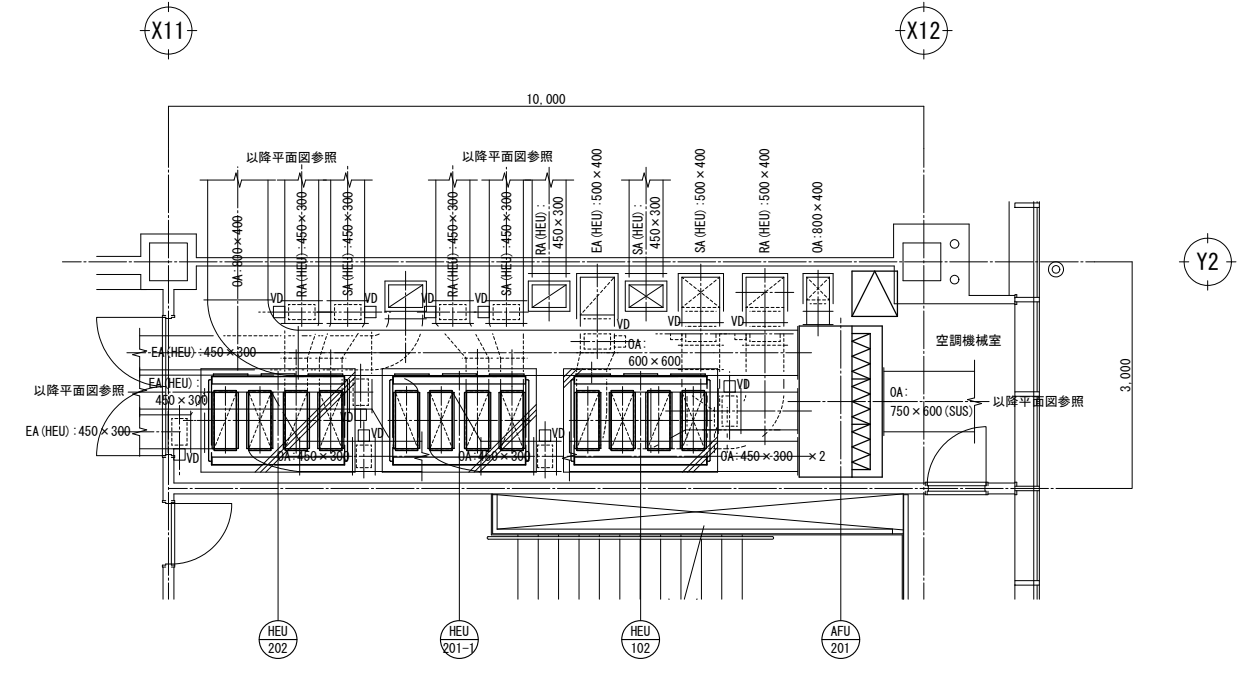 X11
X12
10,000
以降平面図参照
以降平面図参照
OA:800×400
RA(HEU):450×300
SA(HEU):450×300
RA(HEU):450×300
SA(HEU):450×300
RA(HEU):
450×300
EA(HEU):500×400
SA(HEU):
450×300
SA(HEU):500×400
RA(HEU):500×400
OA:800×400
Y2
VD
VD
VD
VD
VD
VD
VD
OA:
600×600
空調機械室
EA(HEU):450×300
以降平面図参照
EA(HEU):
450×300
VD
OA:
750×600(SUS)
以降平面図参照
3,000
EA(HEU):450×300
VD
VD
VD
VD
OA:450×300
OA:450×300
OA:450×300 ×2
HEU
202
HEU
201-1
HEU
102
AFU
201